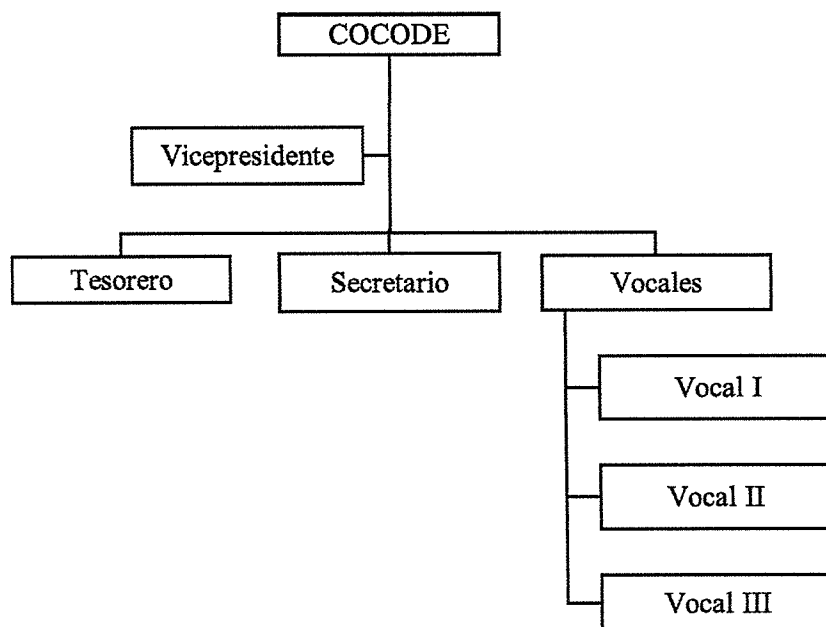 COCODE
Vicepresidente
Tesorero
Secretario
Vocales
Vocal I
Vocal II
Vocal III